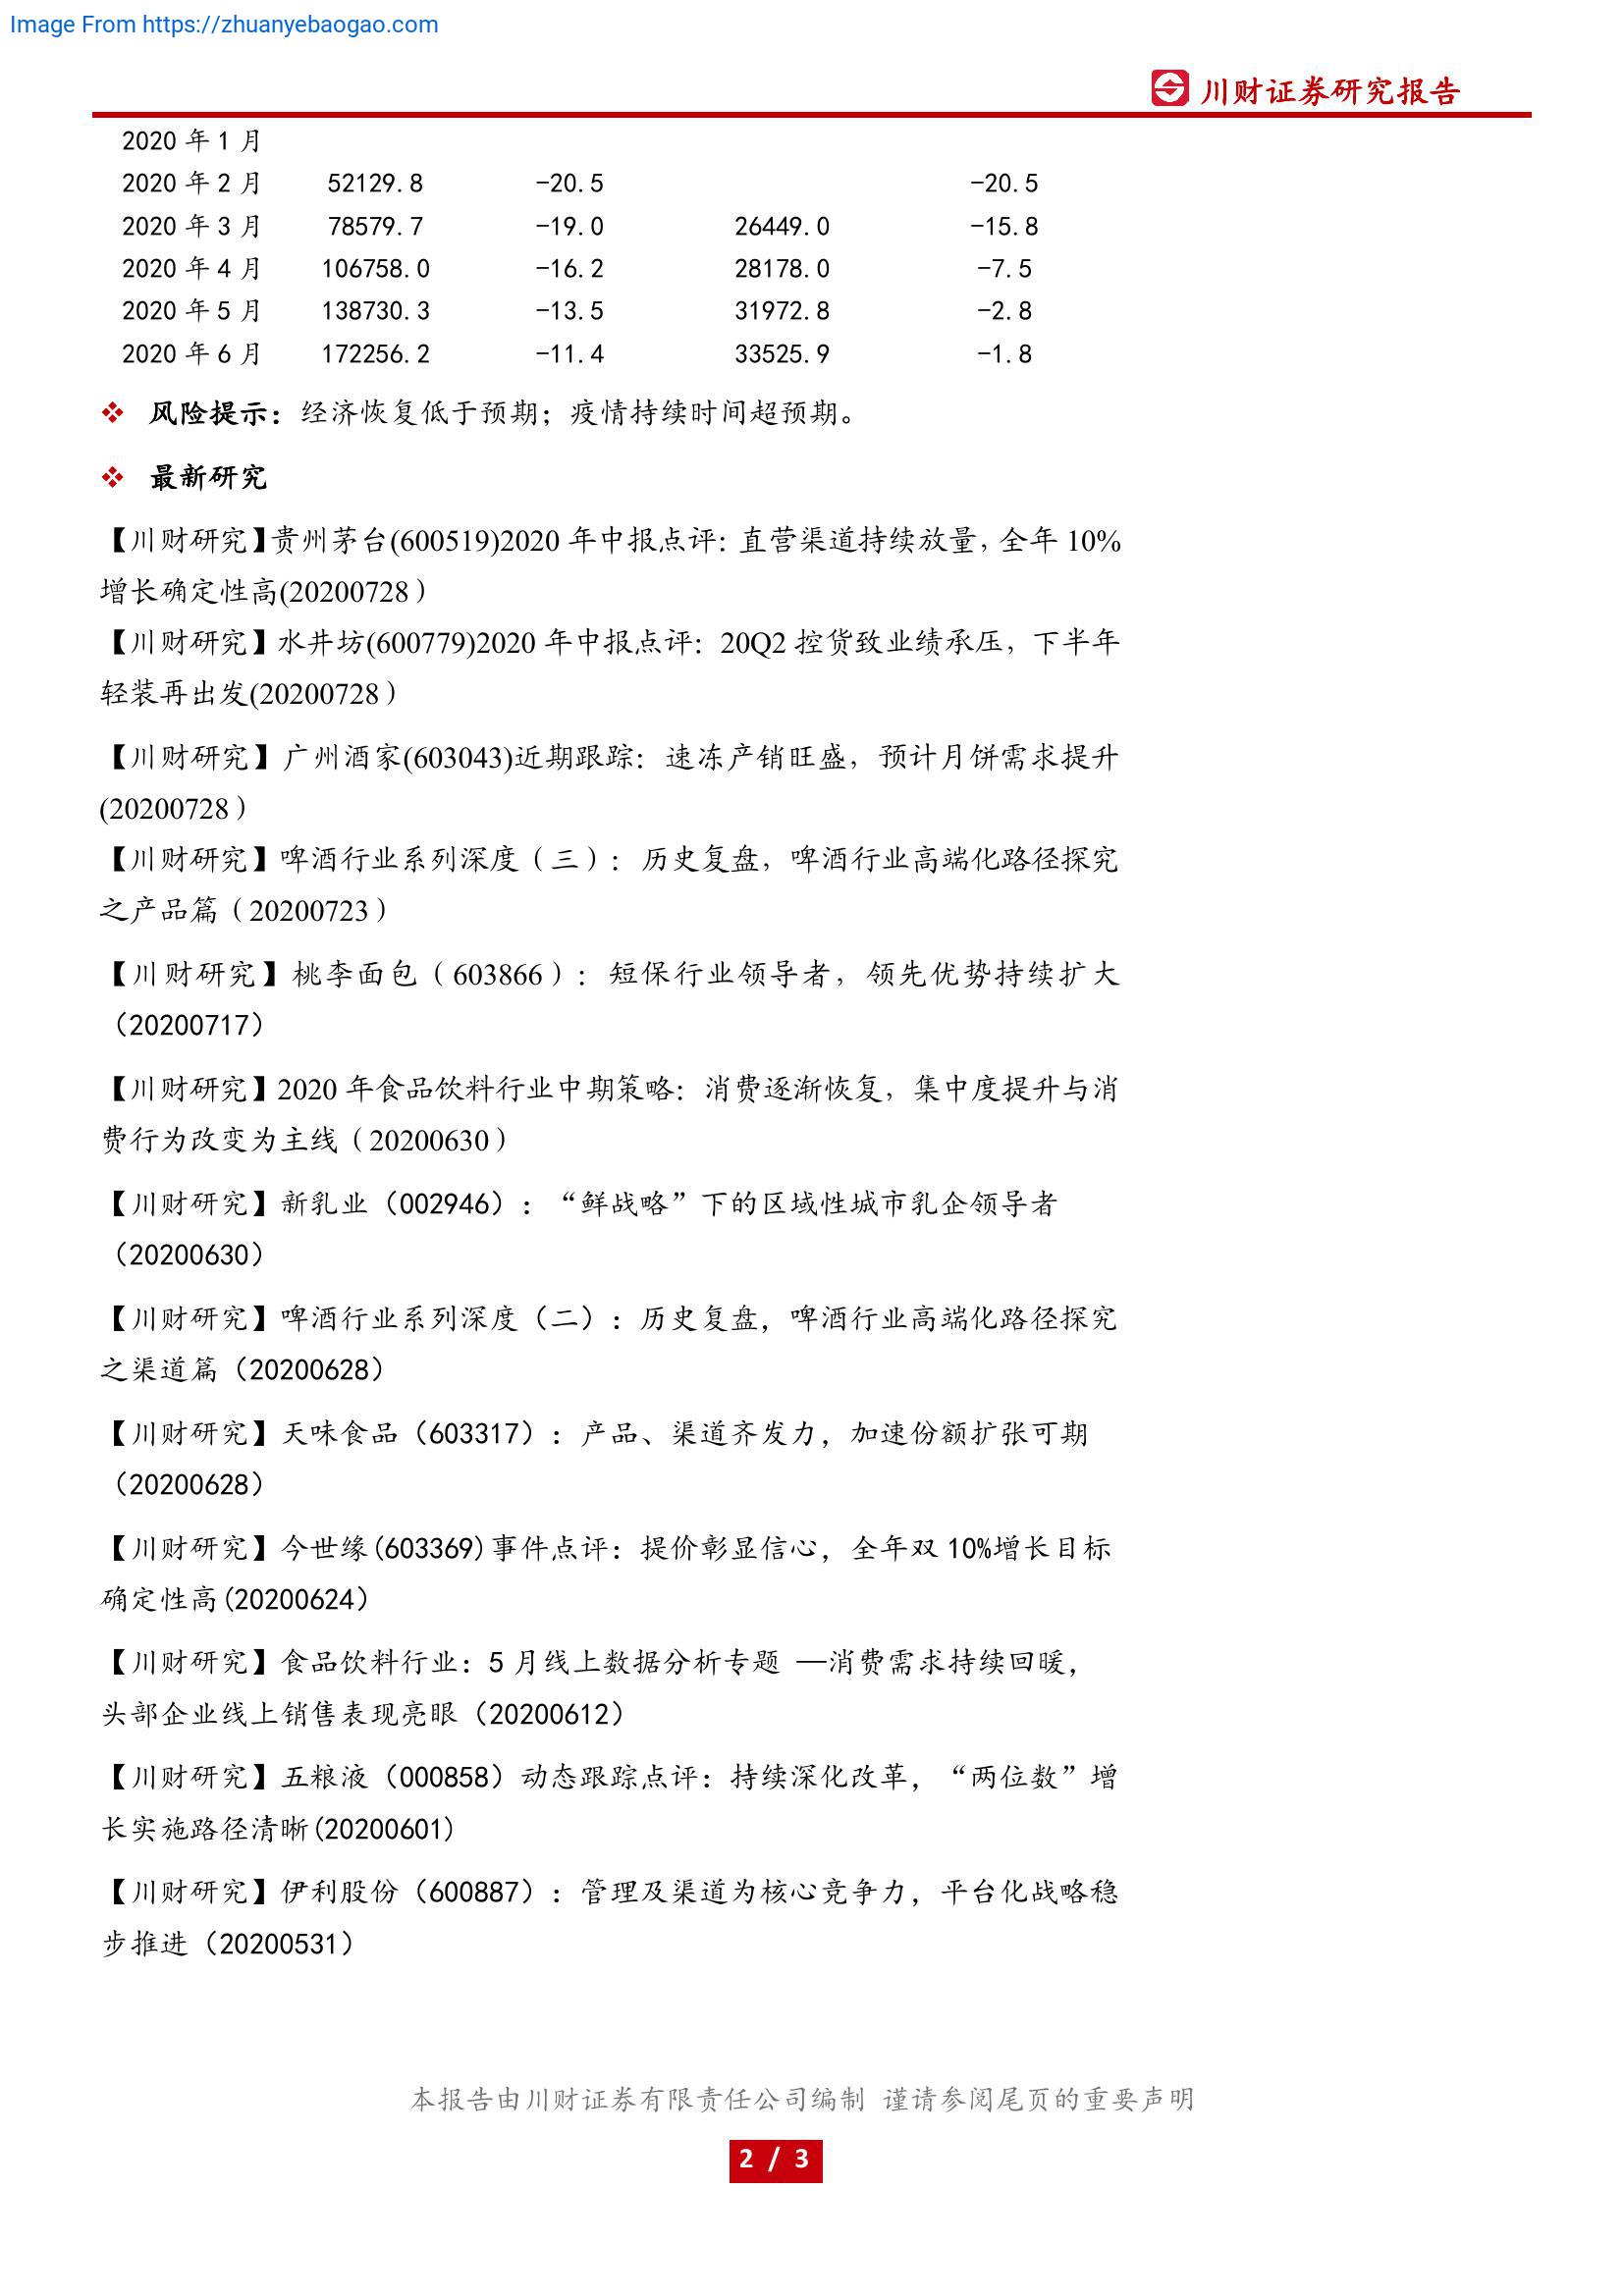 Image From https://zhuanyebaogao.com
川财证券研究报告
2020 年 1 月
2020 年 2 月 52129.8 -20.5 -20.5
2020 年 3 月 78579.7 -19.0 26449.0 -15.8
2020 年 4 月 106758.0 -16.2 28178.0 -7.5
2020 年 5 月 138730.3 -13.5 31972.8 -2.8
2020 年 6 月 172256.2 -11.4 33525.9 -1.8
❖ 风险提示：经济恢复低于预期；疫情持续时间超预期。
❖ 最新研究
【川财研究】贵州茅台(600519)2020 年中报点评：直营渠道持续放量，全年 10%
增长确定性高(20200728）
【川财研究】水井坊(600779)2020 年中报点评：20Q2 控货致业绩承压，下半年
轻装再出发(20200728）
【川财研究】广州酒家(603043)近期跟踪：速冻产销旺盛，预计月饼需求提升
(20200728）
【川财研究】啤酒行业系列深度（三）：历史复盘，啤酒行业高端化路径探究
之产品篇（20200723）
【川财研究】桃李面包（603866）：短保行业领导者，领先优势持续扩大
（20200717）
【川财研究】2020 年食品饮料行业中期策略：消费逐渐恢复，集中度提升与消
费行为改变为主线（20200630）
【川财研究】新乳业（002946）：“鲜战略”下的区域性城市乳企领导者
（20200630）
【川财研究】啤酒行业系列深度（二）：历史复盘，啤酒行业高端化路径探究
之渠道篇（20200628）
【川财研究】天味食品（603317）：产品、渠道齐发力，加速份额扩张可期
（20200628）
【川财研究】今世缘(603369)事件点评：提价彰显信心，全年双 10%增长目标
确定性高(20200624）
【川财研究】食品饮料行业：5 月线上数据分析专题 —消费需求持续回暖，
头部企业线上销售表现亮眼（20200612）
【川财研究】五粮液（000858）动态跟踪点评：持续深化改革，“两位数”增
长实施路径清晰(20200601)
【川财研究】伊利股份（600887）：管理及渠道为核心竞争力，平台化战略稳
步推进（20200531）
本报告由川财证券有限责任公司编制 谨请参阅尾页的重要声明
2 / 3